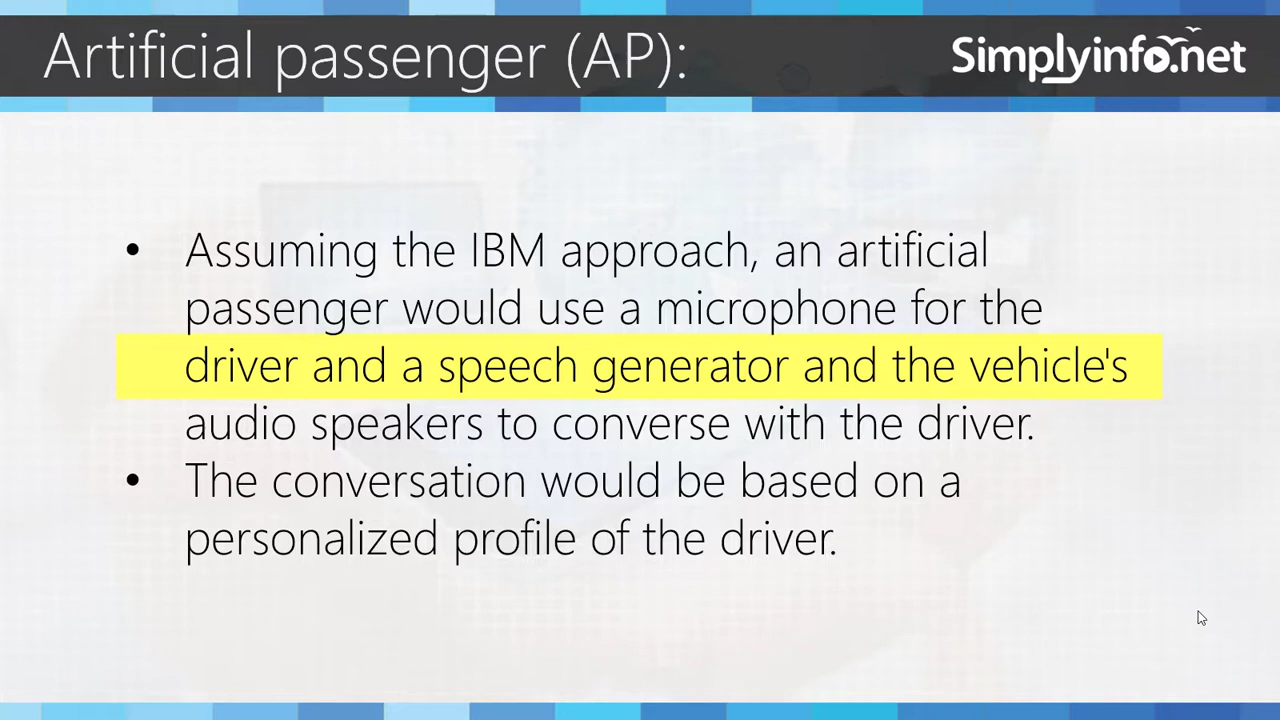 Artificial passenger (AP):
Simplyinfo.net
• Assuming the IBM approach, an artificial
passenger would use a microphone for the
driver and a speech generator and the vehicle's
audio speakers to converse with the driver.
• The conversation would be based on a
personalized profile of the driver.